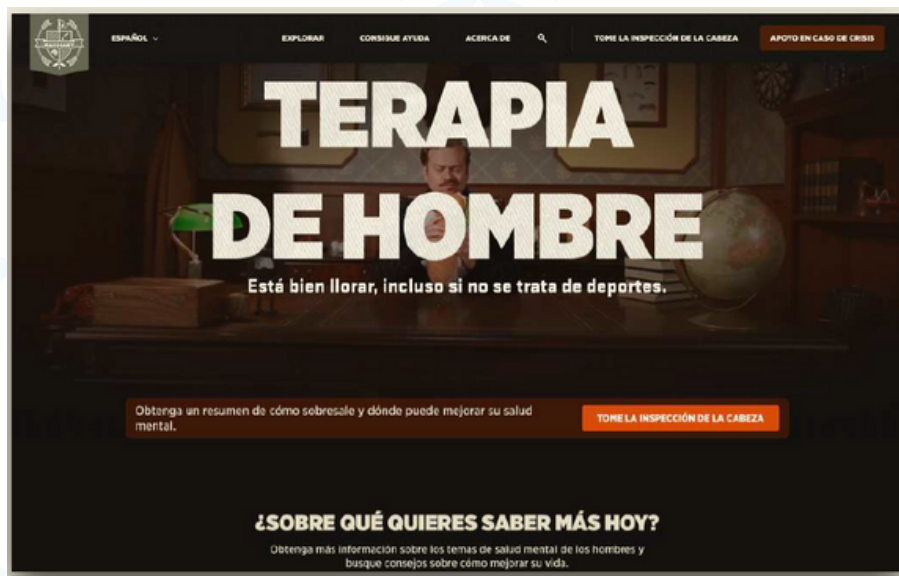 ESPAÑOL
EXPLORAR
CONSIGUE AYUDA
ACERCA DE
TOME LA INSPECCIÓN DE LA CABEZA
APOYO EN CASO DE CRISIS
TERAPIA
DE HOMBRE
Está bien llorar, incluso si no se trata de deportes.
Obtenga un resumen de cómo sobresale y dónde puede mejorar su salud
mental.
TOME LA INSPECCIÓN DE LA CABEZA
¿SOBRE QUÉ QUIERES SABER MÁS HOY?
Obtenga más información sobre los temas de salud mental de los hombres y
busque consejos sobre cómo mejorar su vida.